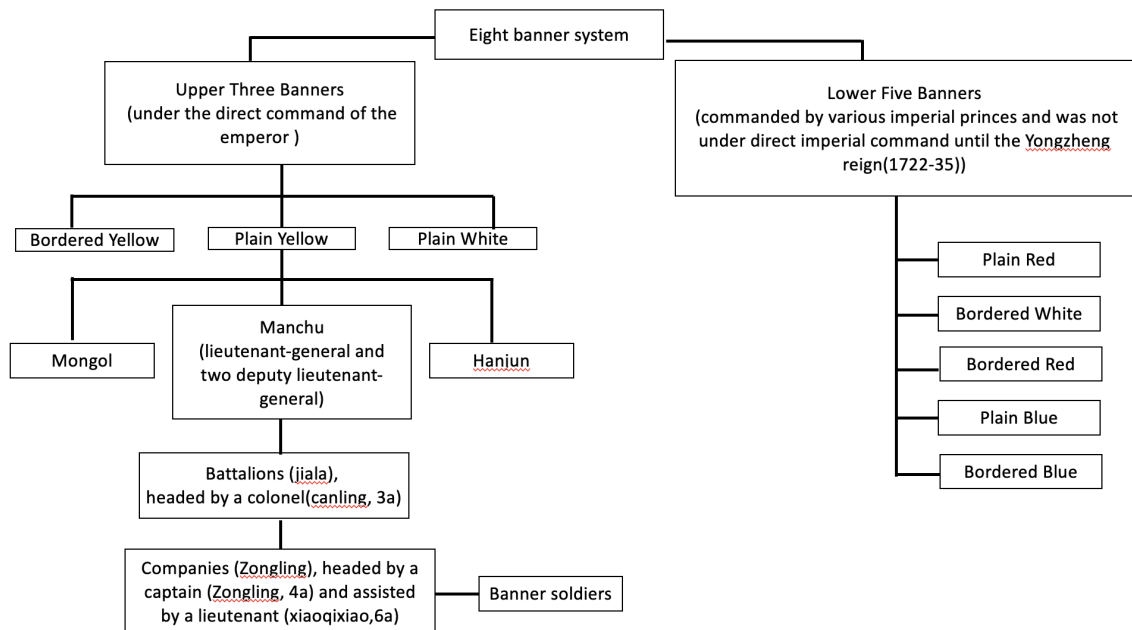 Eight banner system
Upper Three Banners
(under the direct command of the
emperor )
Lower Five Banners
(commanded by various imperial princes and was not
under direct imperial command until the Yongzheng
reign(1722-35))
Bordered Yellow
Plain Yellow
Plain White
Mongol
Manchu
(lieutenant-general and
two deputy lieutenant-
general)
Hanjun
Battalions (jiala),
headed by a colonel(canling, 3a)
Companies (Zongling), headed by a
captain (Zongling, 4a) and assisted
by a lieutenant (xiaoqixiao,6a)
Banner soldiers
Plain Red
Bordered White
Bordered Red
Plain Blue
Bordered Blue